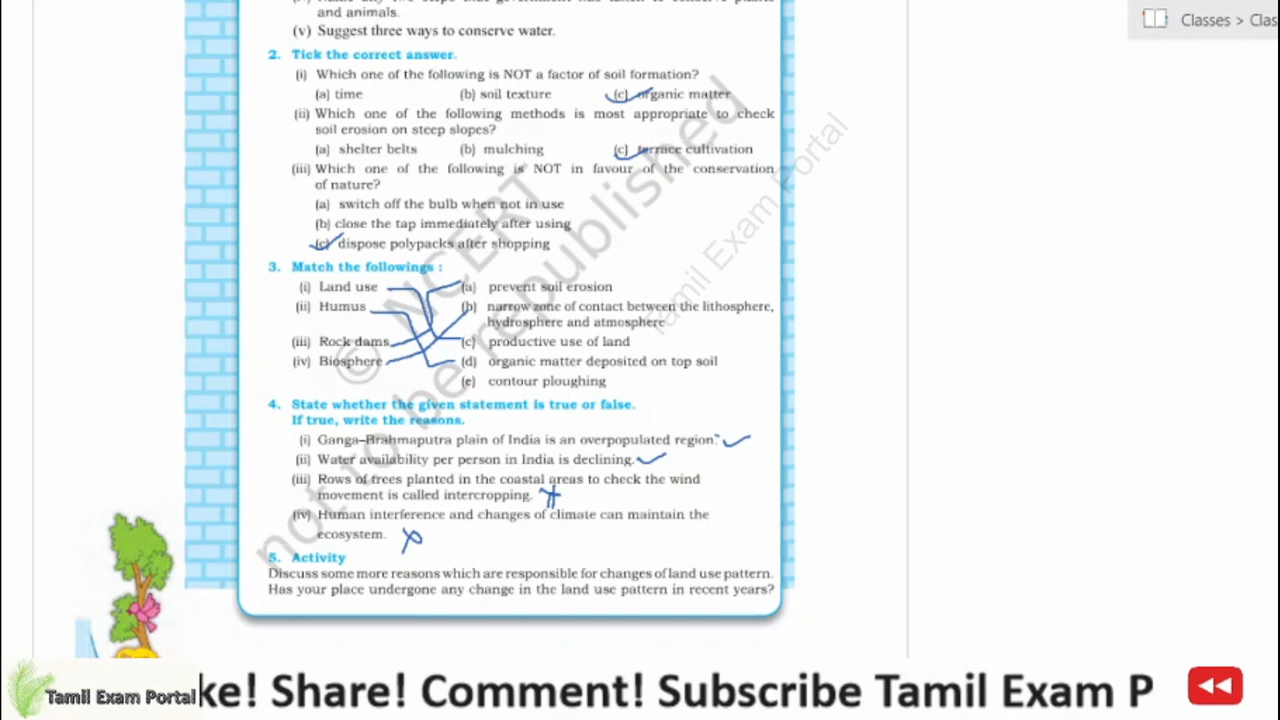 Classes > Clas
and animals.
(v) Suggest three ways to conserve water.
2. Tick the correct answer.
(i) Which one of the following is NOT a factor of soil formation?
(a) time (b) soil texture (c) organic matter
(ii) Which one of the following methods is most appropriate to check
soil erosion on steep slopes?
(a) shelter belts (b) mulching (c) terrace cultivation
(iii) Which one of the following is NOT in favour of the conservation
of nature?
(a) switch off the bulb when not in use
(b) close the tap immediately after using
(c) dispose polypacks after shopping
3. Match the followings :
(i) Land use (a) prevent soil erosion
(ii) Humus (b) narrow zone of contact between the lithosphere,
hydrosphere and atmosphere
(iii) Rock dams (c) productive use of land
(iv) Biosphere (d) organic matter deposited on top soil
(e) contour ploughing
4. State whether the given statement is true or false.
If true, write the reasons.
(i) Ganga–Brahmaputra plain of India is an overpopulated region.
(ii) Water availability per person in India is declining.
(iii) Rows of trees planted in the coastal areas to check the wind
movement is called intercropping.
(iv) Human interference and changes of climate can maintain the
ecosystem.
5. Activity
Discuss some more reasons which are responsible for changes of land use pattern.
Has your place undergone any change in the land use pattern in recent years?
© NCERT
not to be republished
Tamil Exam Portal
Tamil Exam Portal
ke! Share! Comment! Subscribe Tamil Exam P